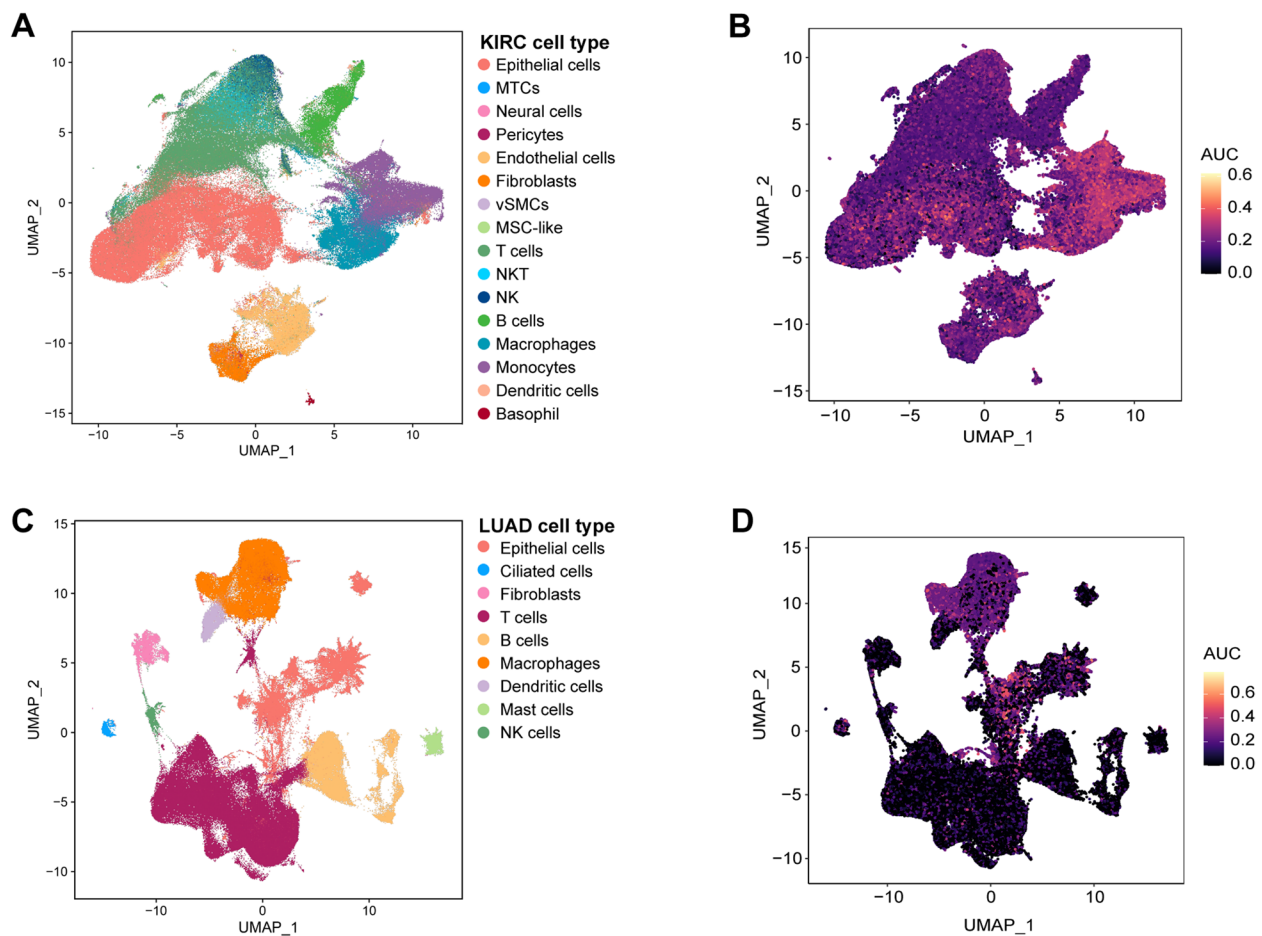 A
KIRC cell type
Epithelial cells
MTCs
Neural cells
Pericytes
Endothelial cells
Fibroblasts
vSMCs
MSC-like
T cells
NKT
NK
B cells
Macrophages
Monocytes
Dendritic cells
Basophil
10
5
0
−5
−10
−15
UMAP_2
−10
−5
0
5
10
UMAP_1
B
10
5
0
−5
−10
−15
UMAP_2
−10
−5
0
5
10
UMAP_1
AUC
0.6
0.4
0.2
0.0
C
LUAD cell type
Epithelial cells
Ciliated cells
Fibroblasts
T cells
B cells
Macrophages
Dendritic cells
Mast cells
NK cells
15
10
5
0
−5
−10
UMAP_2
−10
0
10
UMAP_1
D
15
10
5
0
−5
−10
UMAP_2
−10
0
10
UMAP_1
AUC
0.6
0.4
0.2
0.0